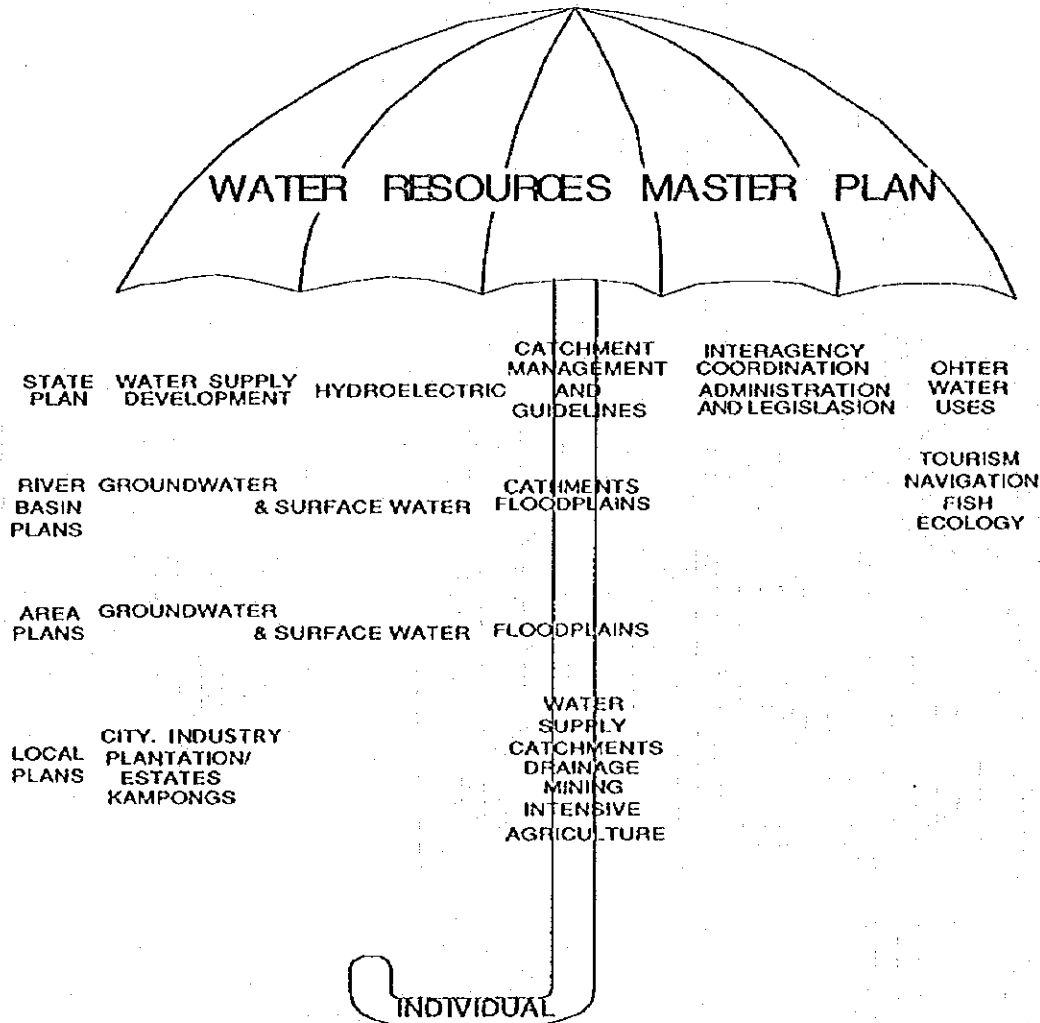 WATER RESOURCES MASTER PLAN
STATE
PLAN
WATER SUPPLY
DEVELOPMENT
HYDROELECTRIC
CATCHMENT
MANAGEMENT
AND
GUIDELINES
INTERAGENCY
COORDINATION
ADMINISTRATION
AND LEGISLASION
OHTER
WATER
USES
RIVER
BASIN
PLANS
GROUNDWATER
& SURFACE WATER
CATHMENTS
FLOODPLAINS
TOURISM
NAVIGATION
FISH
ECOLOGY
AREA
PLANS
GROUNDWATER
& SURFACE WATER
FLOODPLAINS
LOCAL
PLANS
CITY. INDUSTRY
PLANTATION/
ESTATES
KAMPONGS
WATER
SUPPLY
CATCHMENTS
DRAINAGE
MINING
INTENSIVE
AGRICULTURE
INDIVIDUAL